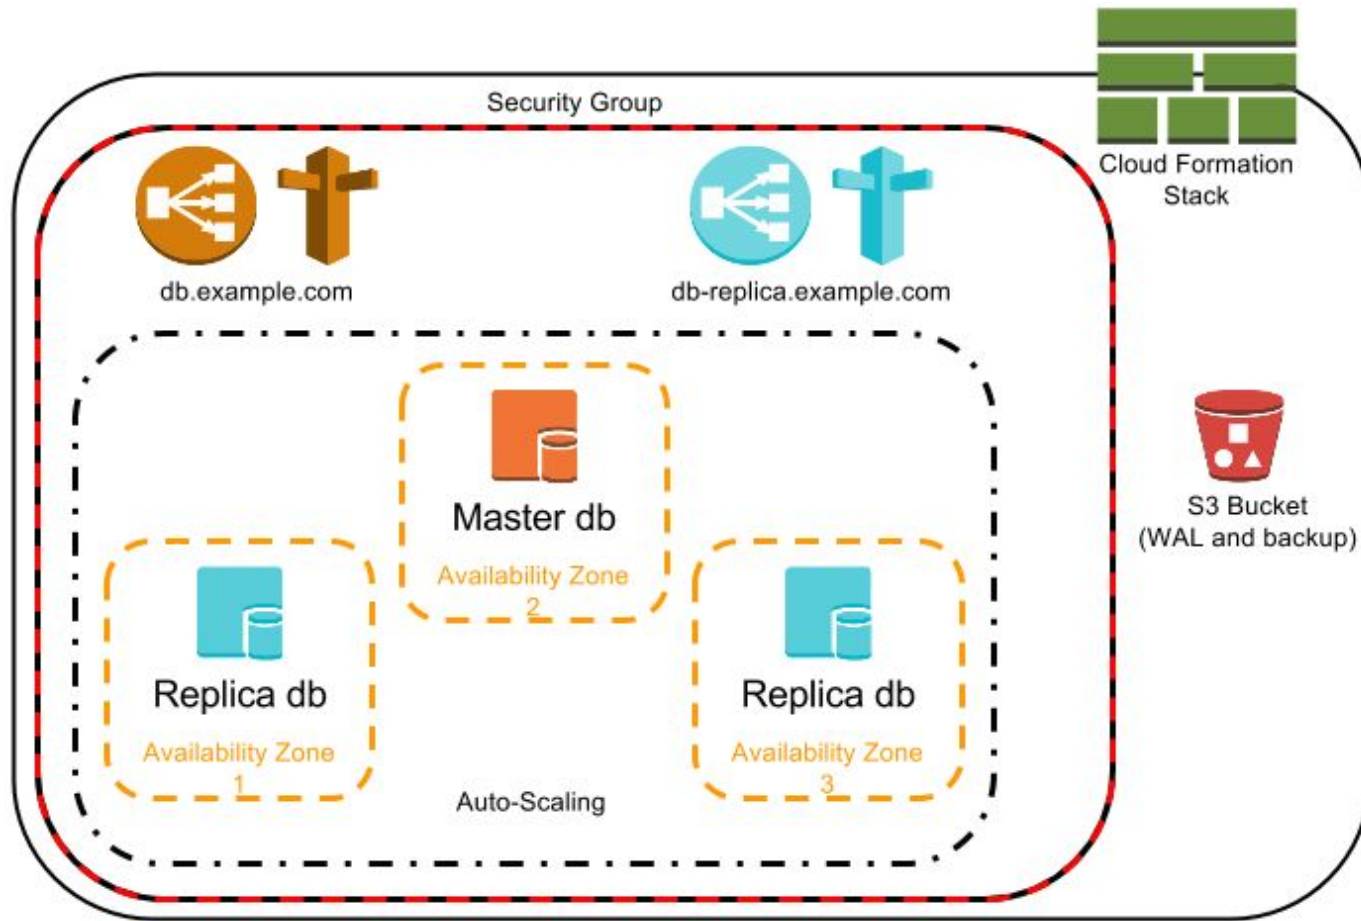 Security Group
Cloud Formation
Stack
db.example.com
db-replica.example.com
Master db
Availability Zone
2
S3 Bucket
(WAL and backup)
Replica db
Availability Zone
1
Replica db
Availability Zone
3
Auto-Scaling